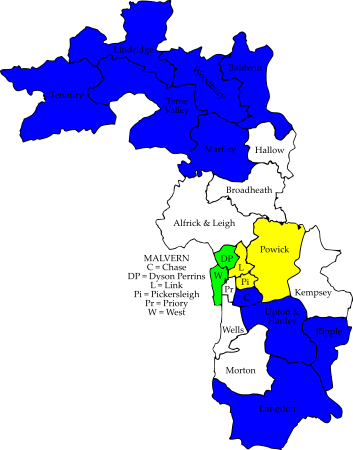 Lindridge
Baldwin
Woodbury
Tenbury
Teme
Valley
Martley
Hallow
Broadheath
Alfrick & Leigh
Powick
MALVERN
C = Chase
DP = Dyson Perrins
L = Link
Pi = Pickersleigh
Pr = Priory
W = West
DP
L
W
Pi
Pr
C
Kempsey
Upton &
Hanley
Ripple
Wells
Morton
Longdon